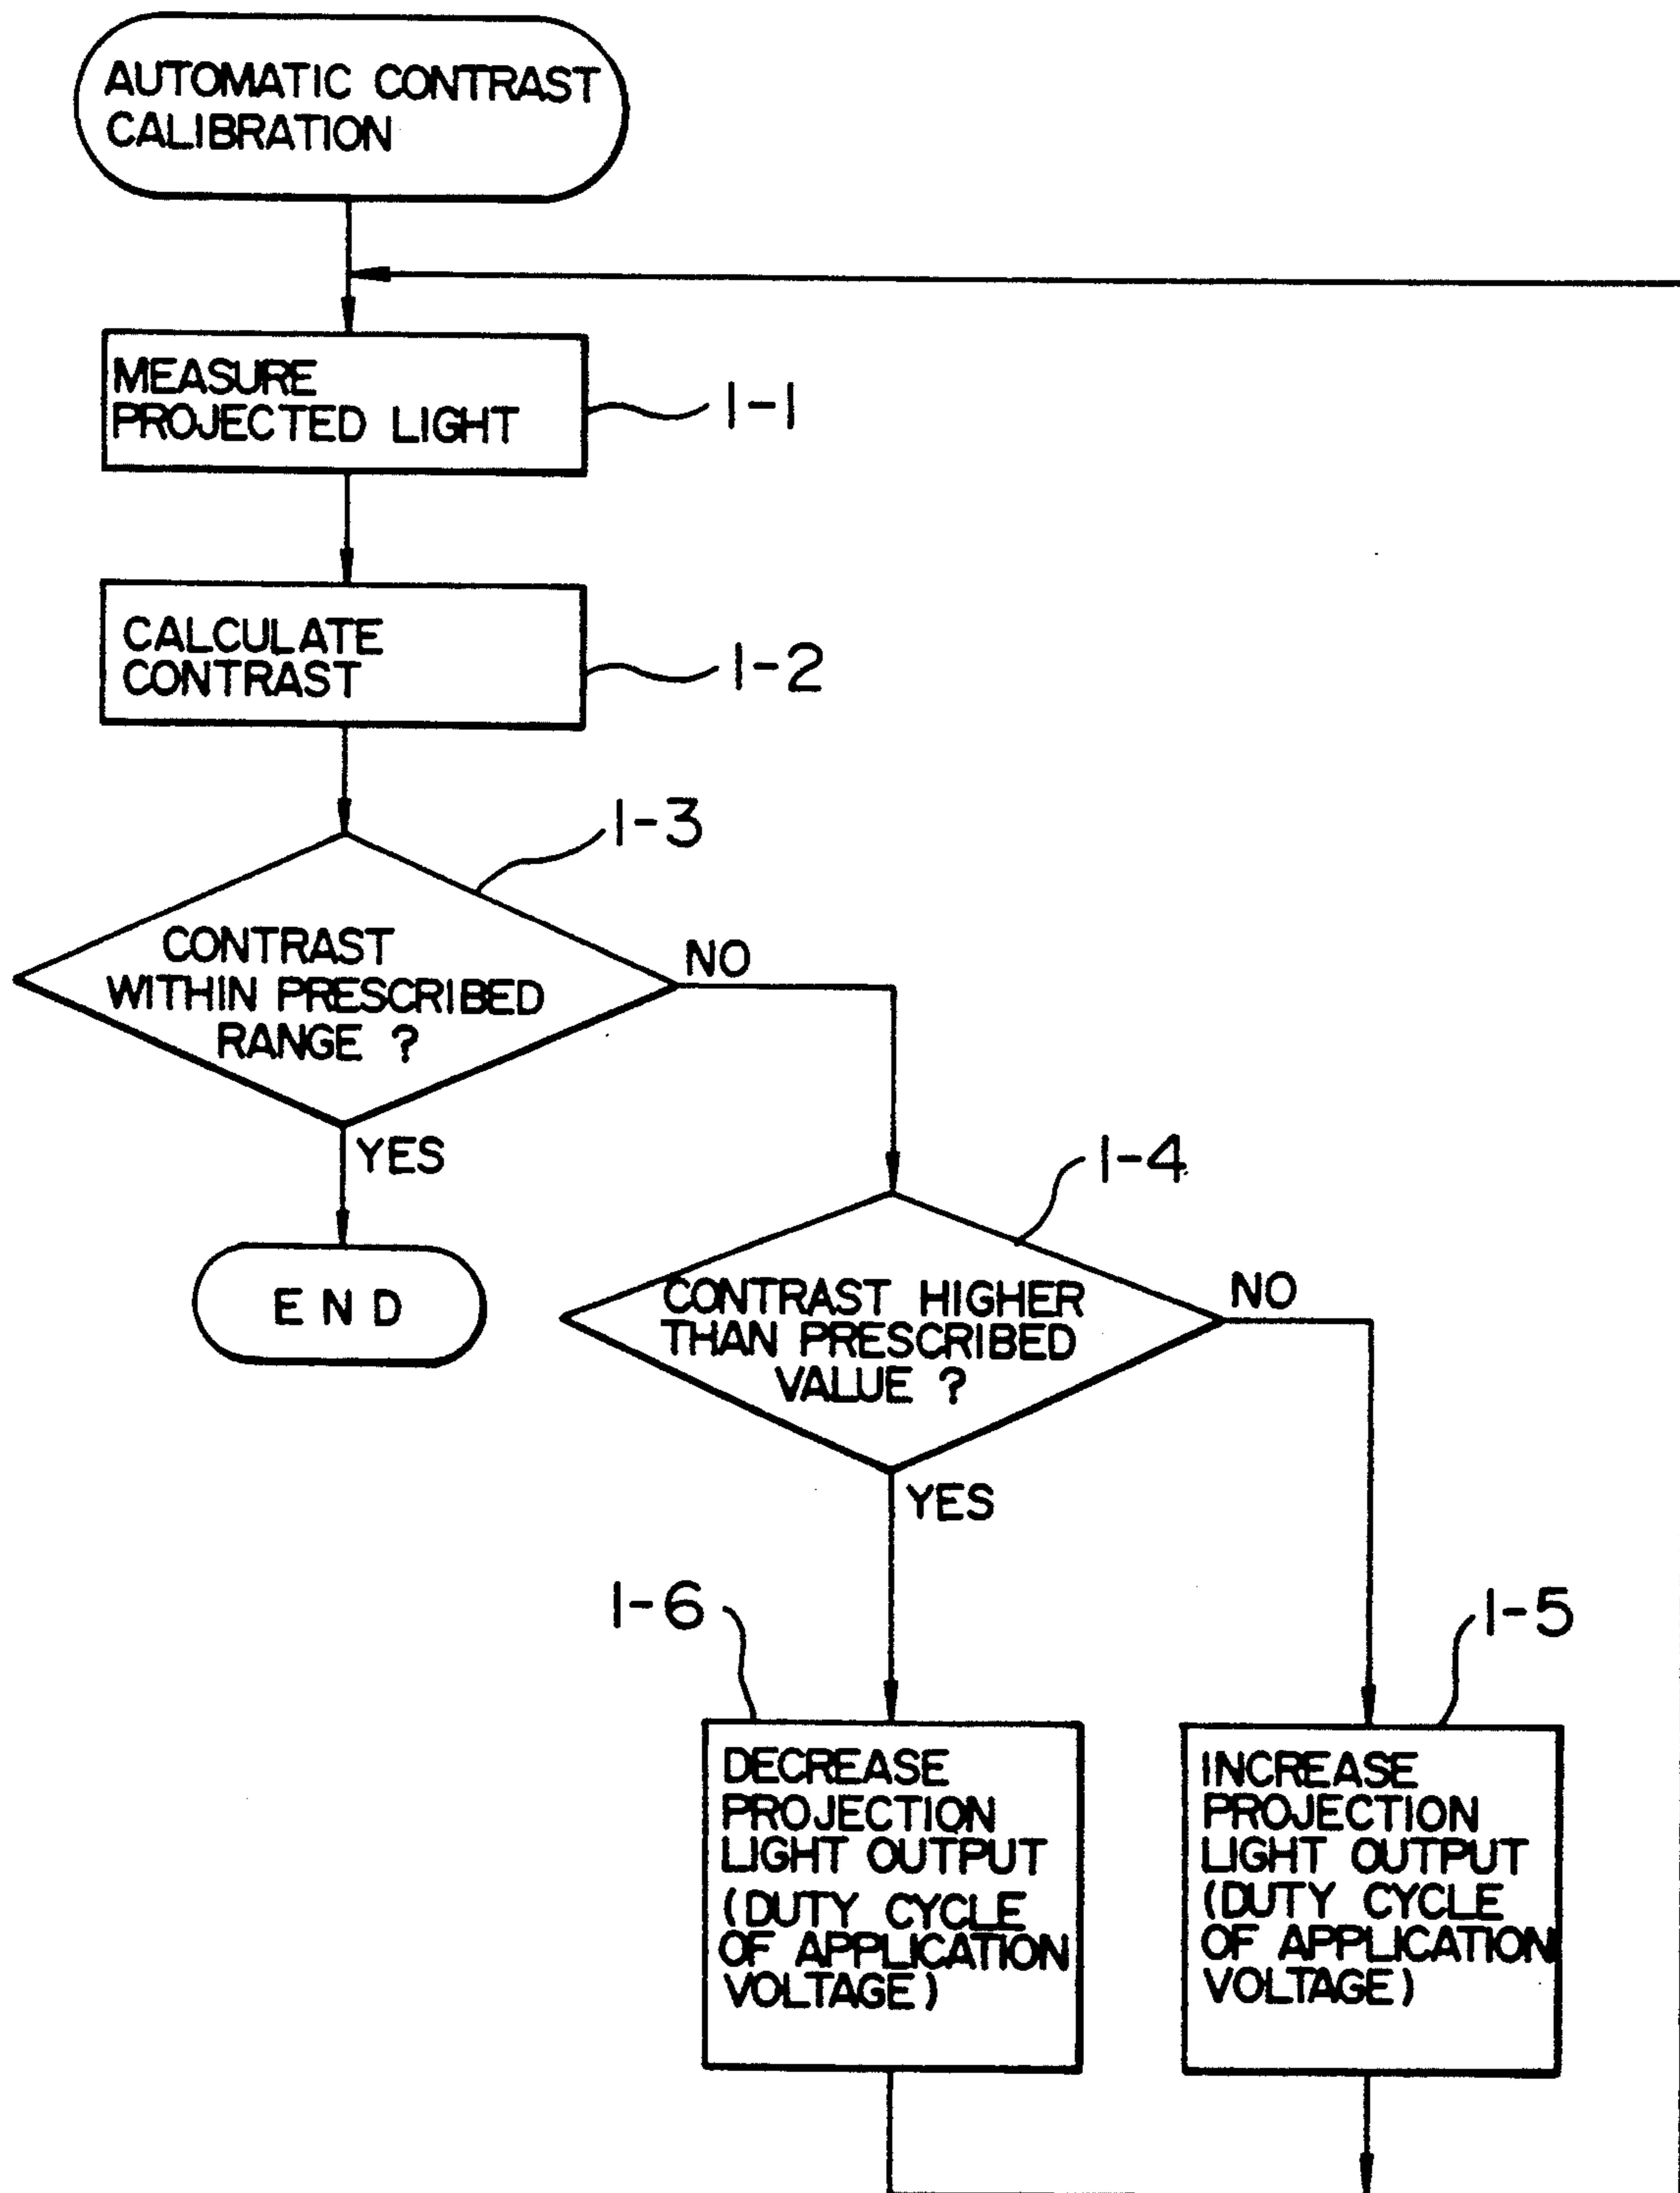 AUTOMATIC CONTRAST
CALIBRATION
MEASURE
PROJECTED LIGHT
1-1
CALCULATE
CONTRAST
1-2
1-3
CONTRAST
WITHIN PRESCRIBED
RANGE ?
NO
YES
END
1-4
CONTRAST HIGHER
THAN PRESCRIBED
VALUE ?
NO
YES
1-6
1-5
DECREASE
PROJECTION
LIGHT OUTPUT
(DUTY CYCLE
OF APPLICATION
VOLTAGE)
INCREASE
PROJECTION
LIGHT OUTPUT
(DUTY CYCLE
OF APPLICATION
VOLTAGE)